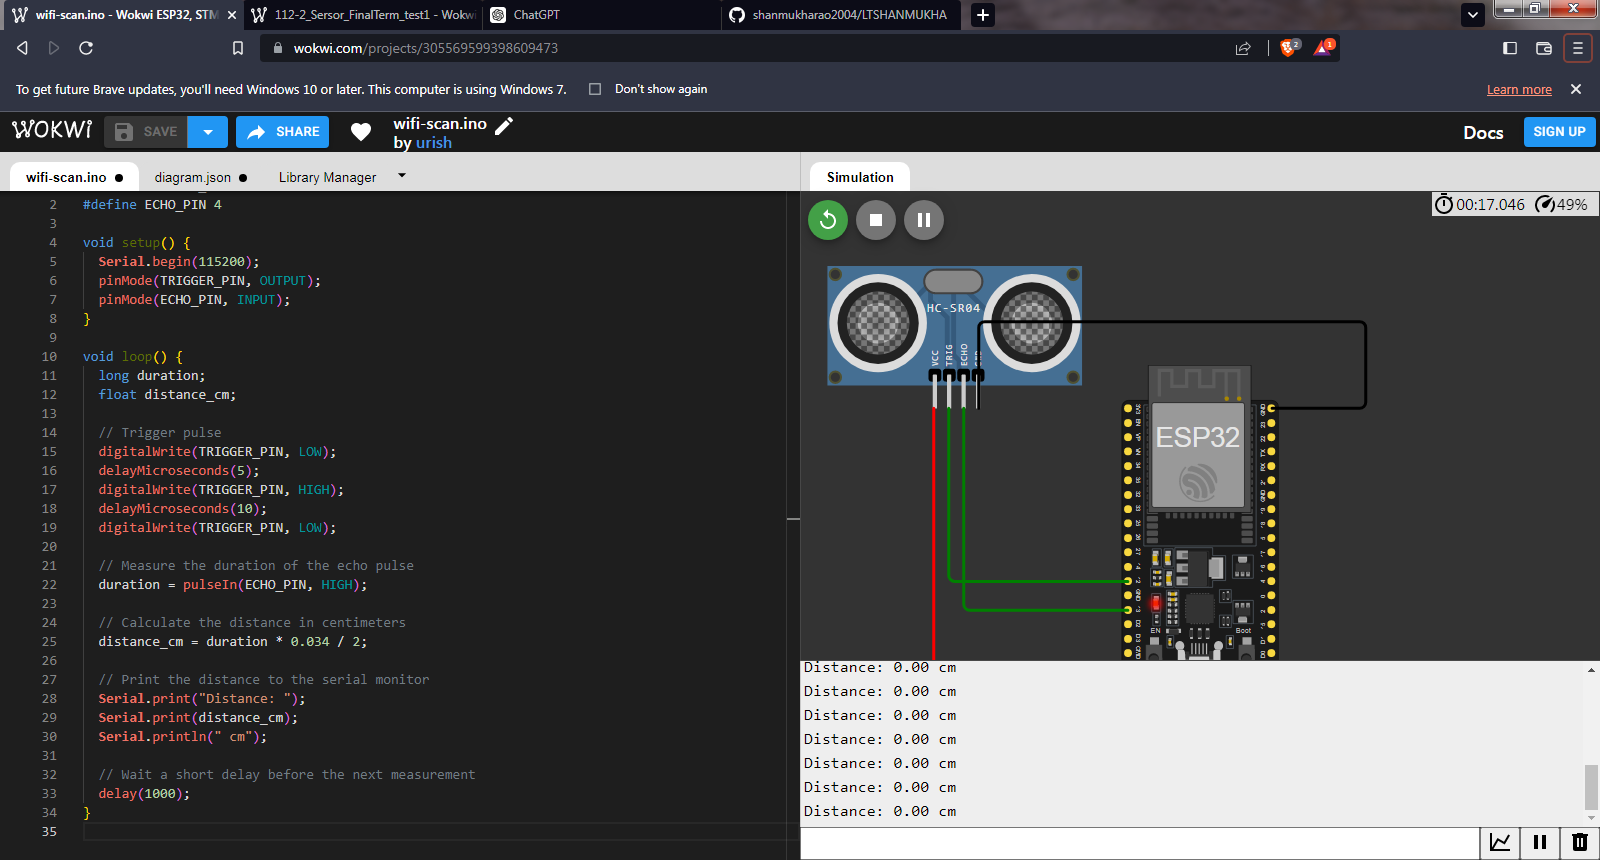 wifi-scan.ino - Wokwi ESP32, STM
112-2_Sersor_FinalTerm_test1 - Wokwi
ChatGPT
shanmukharao2004/LTSHANMUKHA
wokwi.com/projects/305569599398609473
2
1
To get future Brave updates, you'll need Windows 10 or later. This computer is using Windows 7.
Don't show again
Learn more
WOKWi
SAVE
SHARE
wifi-scan.ino
by urish
Docs
SIGN UP
wifi-scan.ino
diagram.json
Library Manager
Simulation
2 #define ECHO_PIN 4
3
4 void setup() {
5 Serial.begin(115200);
6 pinMode(TRIGGER_PIN, OUTPUT);
7 pinMode(ECHO_PIN, INPUT);
8 }
9
10 void loop() {
11 long duration;
12 float distance_cm;
13
14 // Trigger pulse
15 digitalWrite(TRIGGER_PIN, LOW);
16 delayMicroseconds(5);
17 digitalWrite(TRIGGER_PIN, HIGH);
18 delayMicroseconds(10);
19 digitalWrite(TRIGGER_PIN, LOW);
20
21 // Measure the duration of the echo pulse
22 duration = pulseIn(ECHO_PIN, HIGH);
23
24 // Calculate the distance in centimeters
25 distance_cm = duration * 0.034 / 2;
26
27 // Print the distance to the serial monitor
28 Serial.print("Distance: ");
29 Serial.print(distance_cm);
30 Serial.println(" cm");
31
32 // Wait a short delay before the next measurement
33 delay(1000);
34 }
35
00:17.046
49%
HC-SR04
VCC
TRIG
ECHO
ESP32
EN
Boot
Distance: 0.00 cm
Distance: 0.00 cm
Distance: 0.00 cm
Distance: 0.00 cm
Distance: 0.00 cm
Distance: 0.00 cm
Distance: 0.00 cm